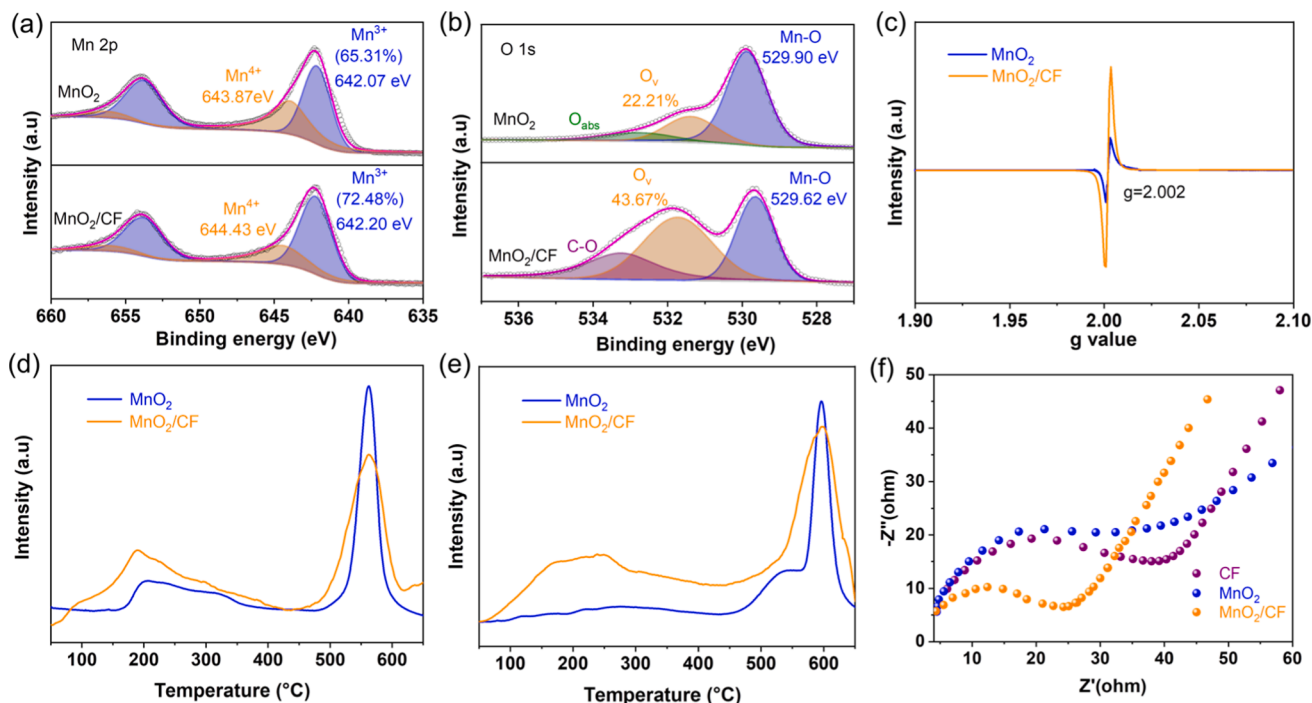 (a)
Mn 2p
MnO₂
Mn⁴⁺
643.87eV
Mn³⁺
(65.31%)
642.07 eV
MnO₂/CF
Mn⁴⁺
644.43 eV
Mn³⁺
(72.48%)
642.20 eV
Intensity (a.u)
660 655 650 645 640 635
Binding energy (eV)
(b)
O 1s
MnO₂
Oabs
Oᵥ
22.21%
Mn-O
529.90 eV
MnO₂/CF
C-O
Oᵥ
43.67%
Mn-O
529.62 eV
Intensity (a.u)
536 534 532 530 528
Binding energy (eV)
(c)
MnO₂
MnO₂/CF
g=2.002
Intensity (a.u)
1.90 1.95 2.00 2.05 2.10
g value
(d)
MnO₂
MnO₂/CF
Intensity (a.u)
100 200 300 400 500 600
Temperature (°C)
(e)
MnO₂
MnO₂/CF
Intensity (a.u)
100 200 300 400 500 600
Temperature (°C)
(f)
50
40
30
20
10
0
-Z''(ohm)
CF
MnO₂
MnO₂/CF
10 20 30 40 50 60
Z'(ohm)